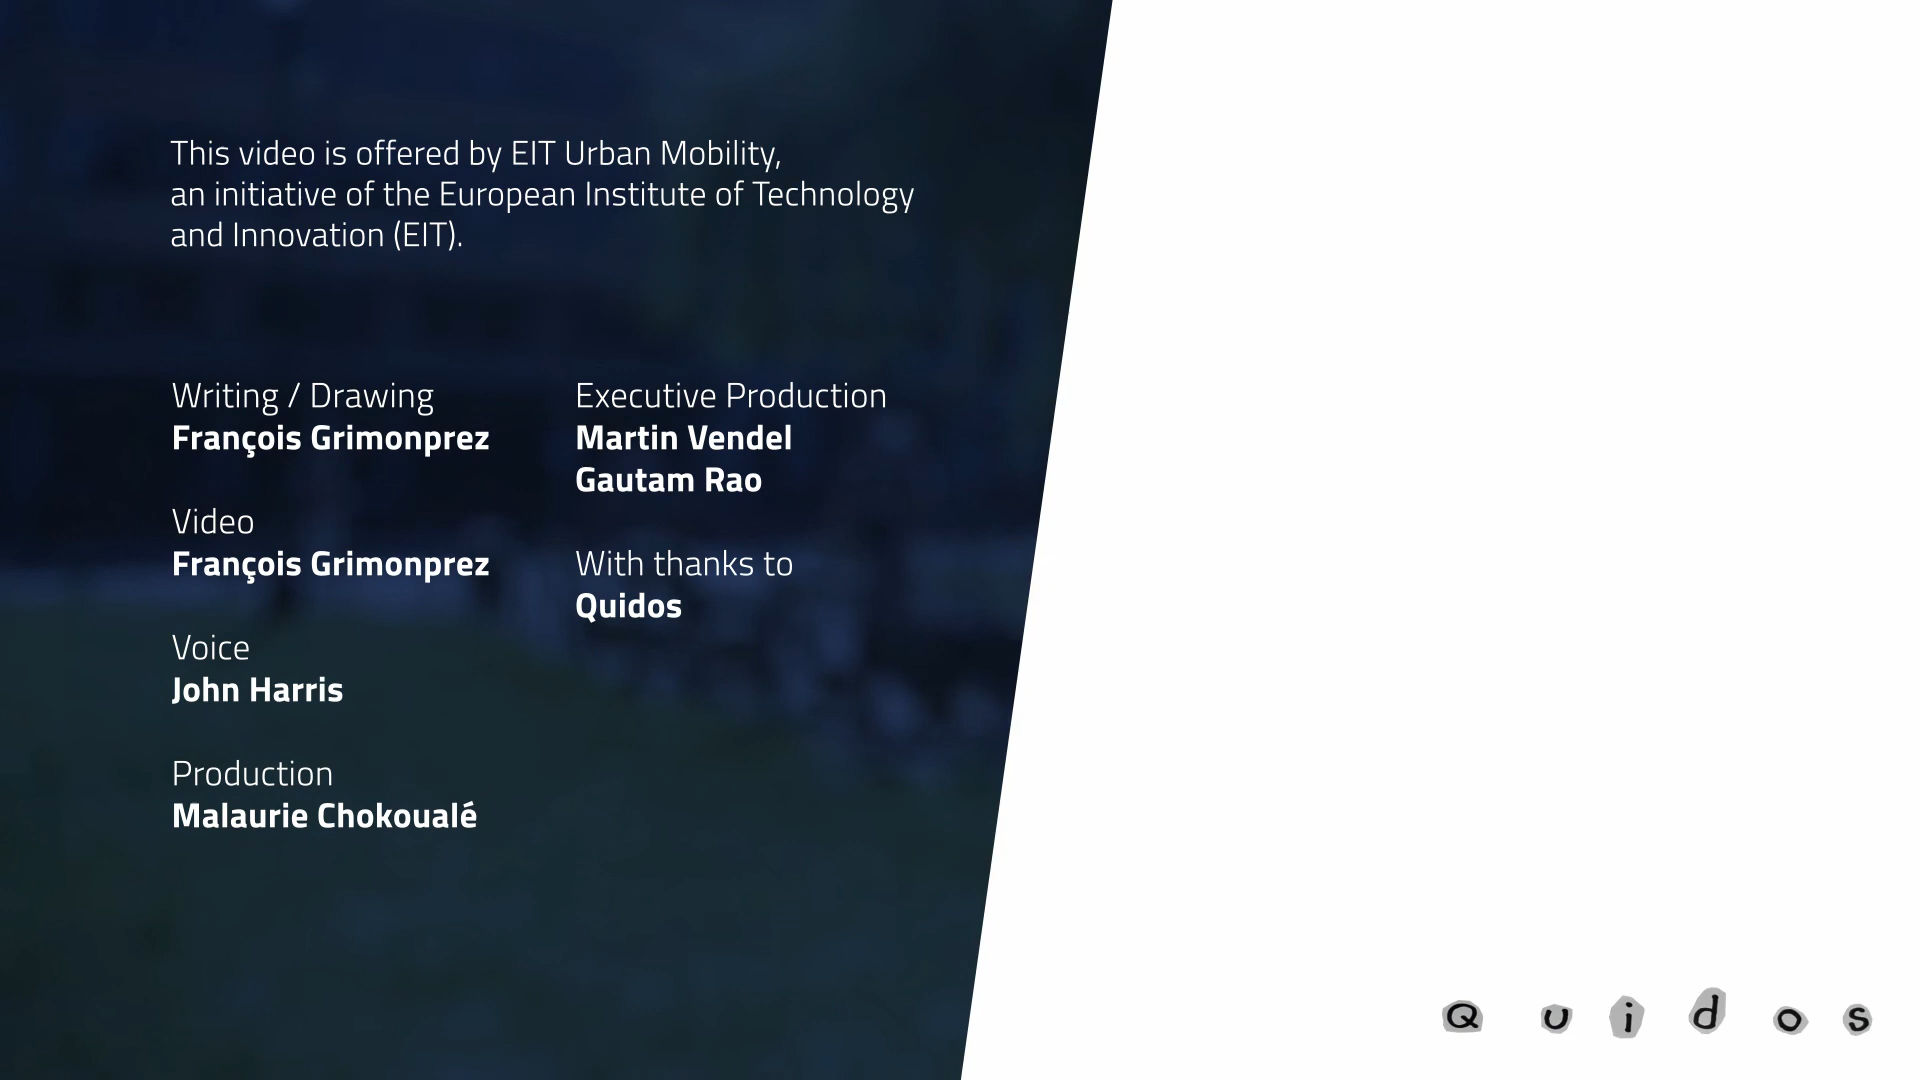 This video is offered by EIT Urban Mobility,
an initiative of the European Institute of Technology
and Innovation (EIT).
Writing / Drawing
François Grimonprez
Video
François Grimonprez
Voice
John Harris
Production
Malaurie Chokoualé
Executive Production
Martin Vendel
Gautam Rao
With thanks to
Quidos
Quidos